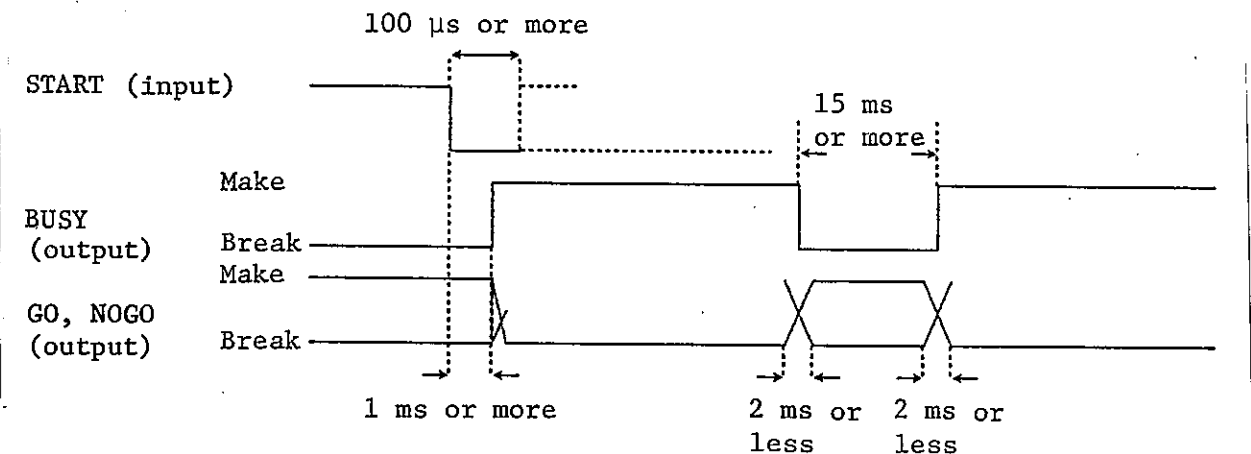 100 µs or more
START (input)
15 ms
or more
Make
BUSY
(output)
Break
Make
GO, NOGO
(output)
Break
1 ms or more
2 ms or
less
2 ms or
less